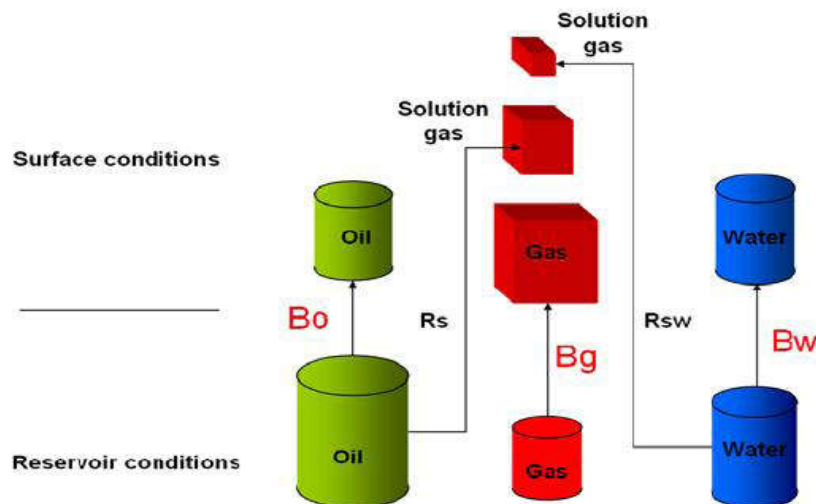 Solution
gas
Solution
gas
Surface conditions
Oil
Gas
Water
Bo
Rs
Bg
Rsw
Bw
Oil
Gas
Water
Reservoir conditions